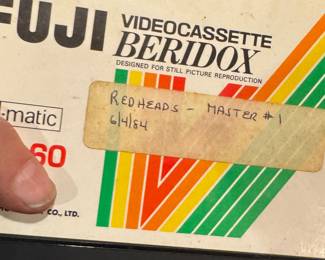 FUJI
VIDEOCASSETTE
BERIDOX
DESIGNED FOR STILL PICTURE REPRODUCTION
REDHEADS - MASTER #1
6/4/84
-matic
60
CO., LTD.